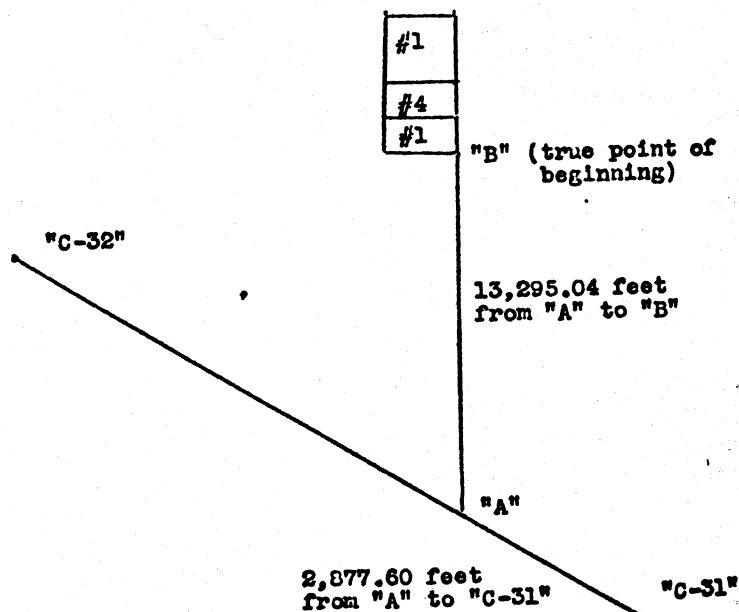 #1
#4
#1
"B" (true point of
beginning)
"C-32"
13,295.04 feet
from "A" to "B"
"A"
2,877.60 feet
from "A" to "C-31"
"C-31"